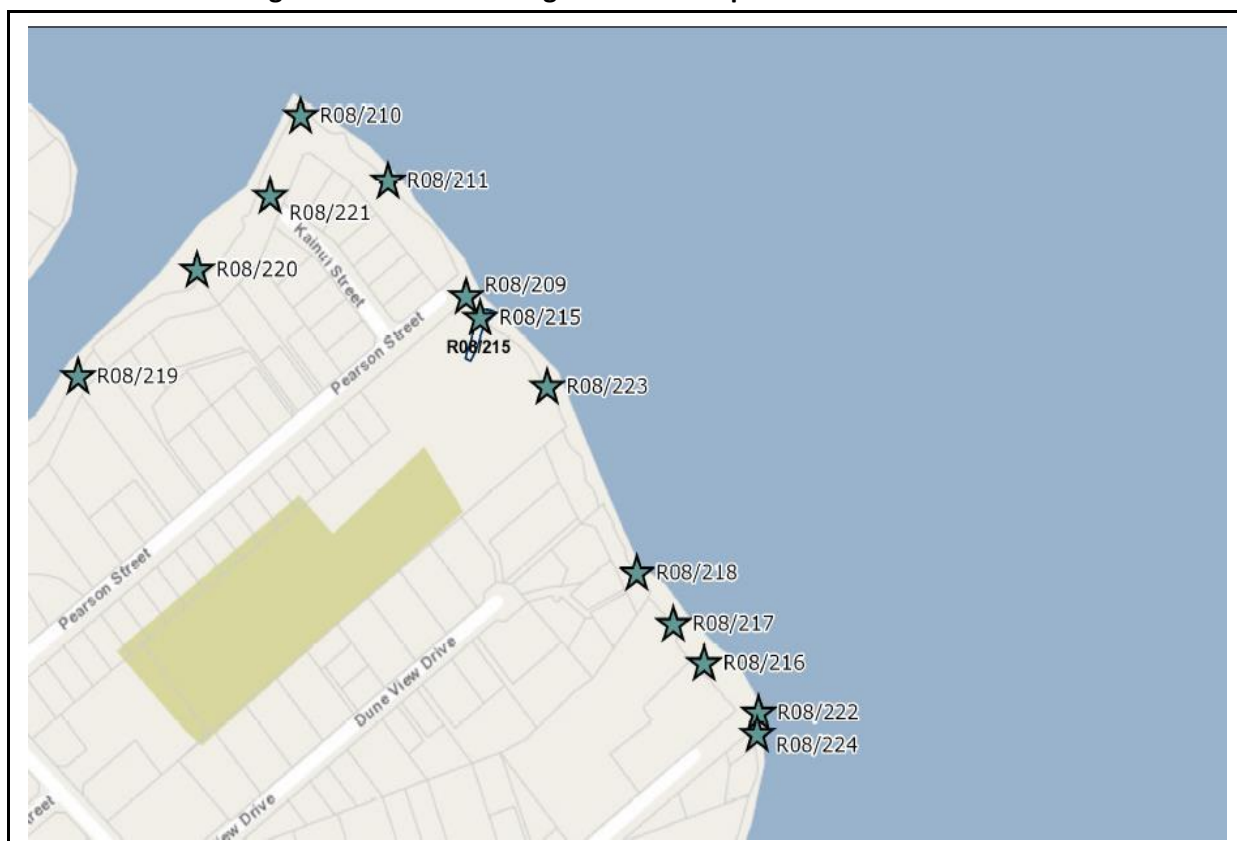 R08/210
R08/211
R08/221
Kainui Street
R08/220
R08/209
R08/215
R08/215
Pearson Street
R08/219
R08/223
Pearson Street
R08/218
R08/217
R08/216
Dune View Drive
R08/222
R08/224
reet
ew Drive